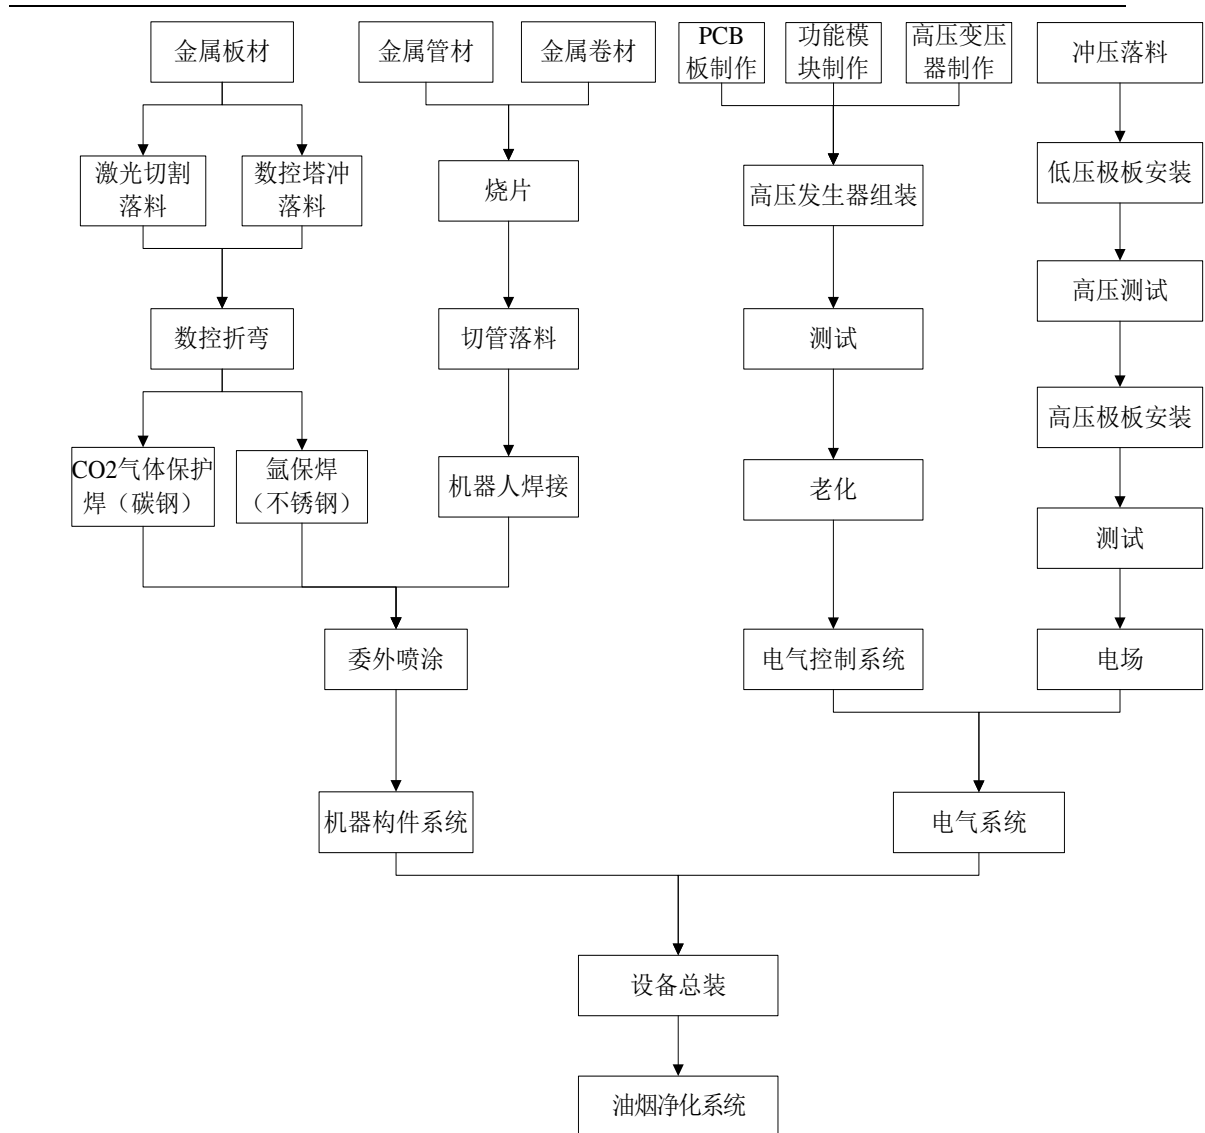 金属板材
金属管材
金属卷材
PCB
板制作
功能模
块制作
高压变压
器制作
冲压落料
激光切割
落料
数控塔冲
落料
烧片
高压发生器组装
低压极板安装
高压测试
数控折弯
切管落料
测试
高压极板安装
CO2气体保护
焊（碳钢）
氩保焊
（不锈钢）
机器人焊接
老化
测试
委外喷涂
电气控制系统
电场
机器构件系统
电气系统
设备总装
油烟净化系统